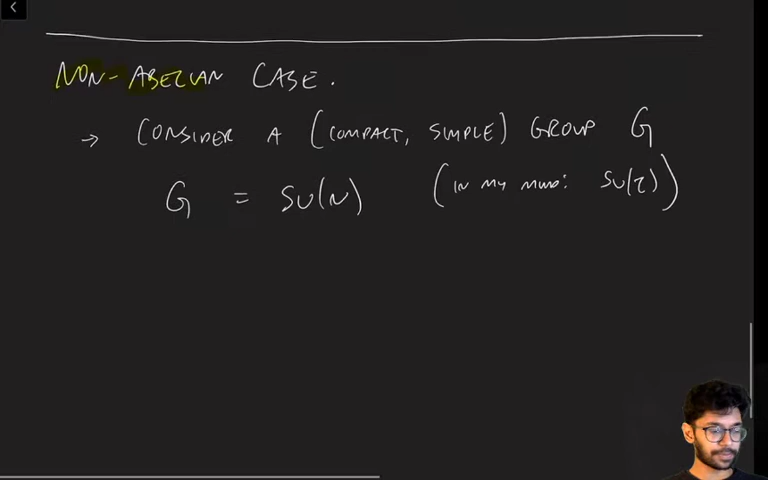 NON-ABELIAN CASE.
→ CONSIDER A (COMPACT, SIMPLE) GROUP G
G = SU(N) (IN MY MIND: SU(2))